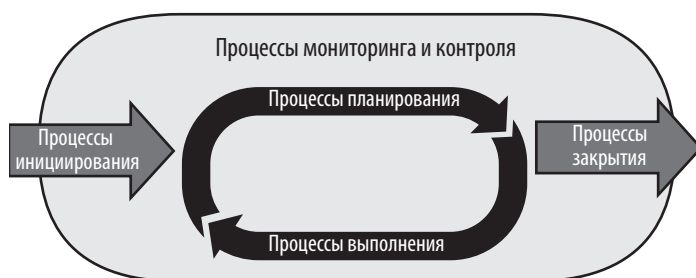 Процессы мониторинга и контроля
Процессы планирования
Процессы
инициирования
Процессы
закрытия
Процессы выполнения